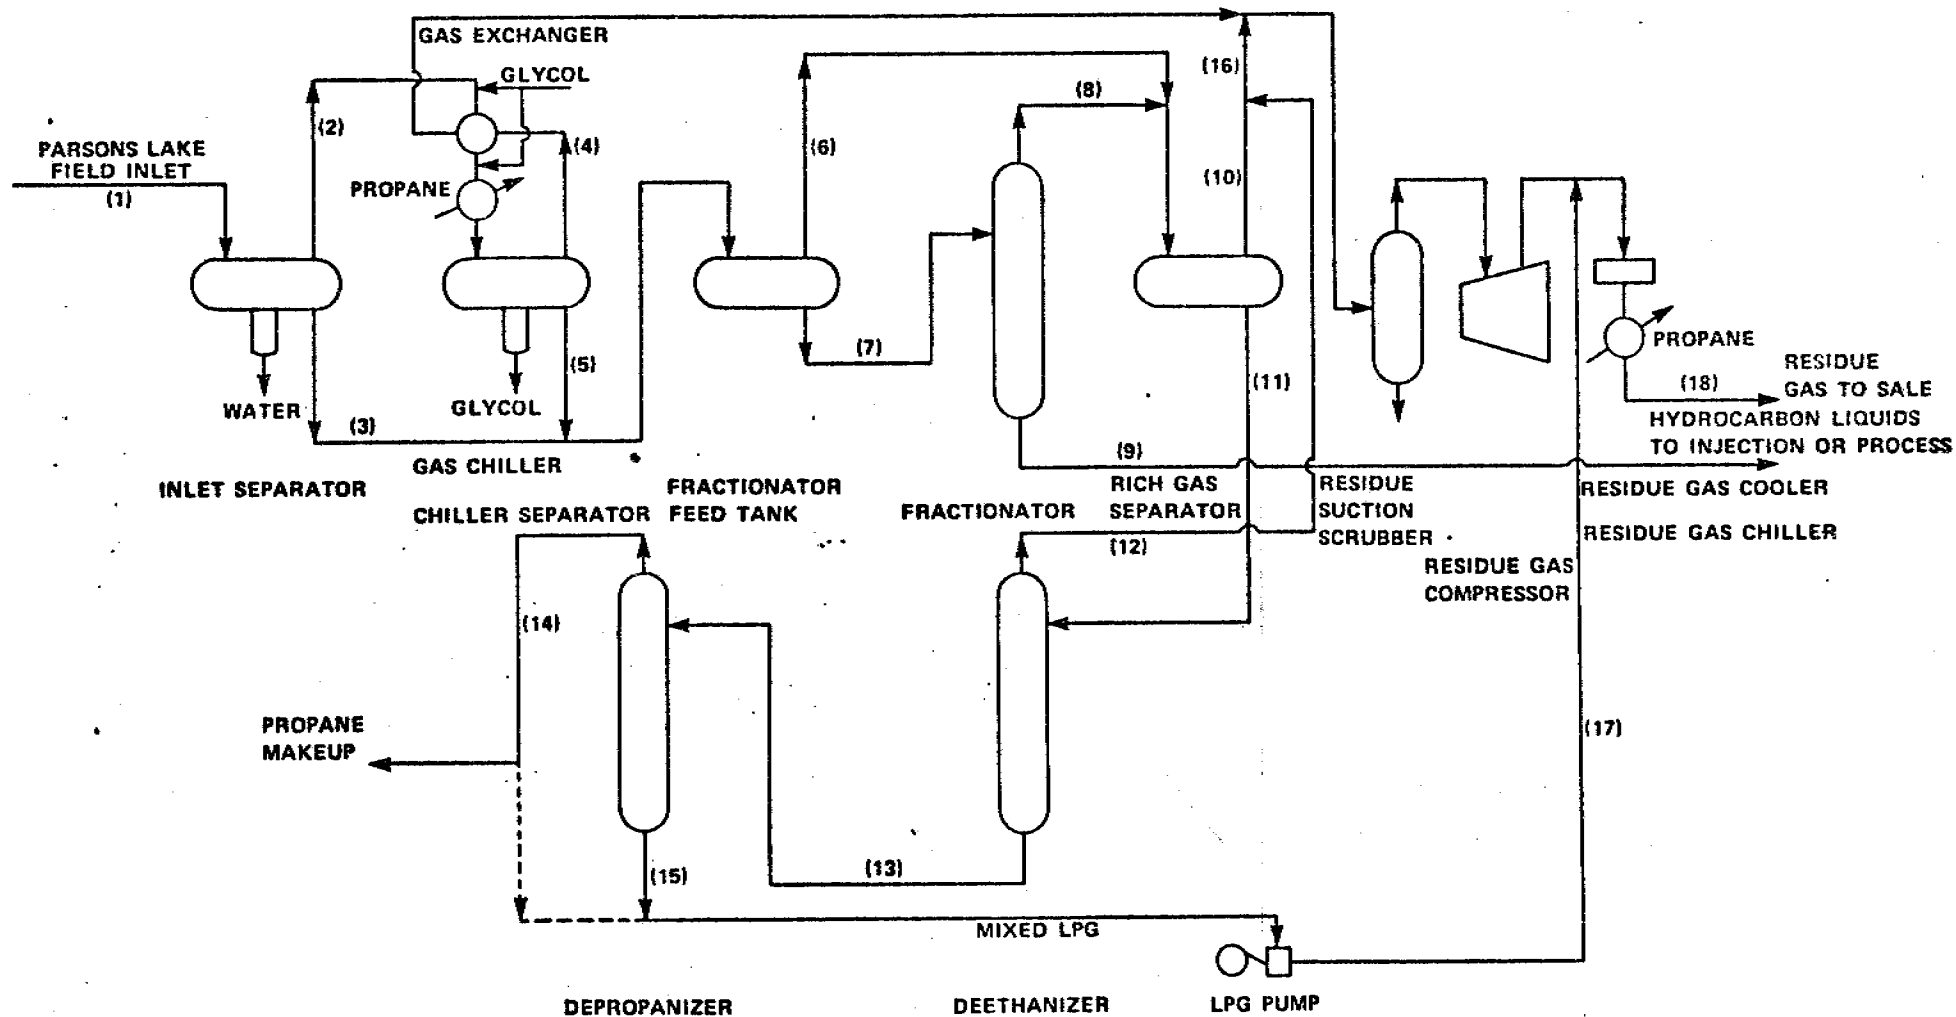 GAS EXCHANGER
GLYCOL
(16)
(8)
(2)
(4)
(6)
PARSONS LAKE
FIELD INLET
(1)
PROPANE
(10)
PROPANE
(7)
(5)
(11)
WATER
GLYCOL
(18)
RESIDUE
GAS TO SALE
HYDROCARBON LIQUIDS
TO INJECTION OR PROCESS
(3)
(9)
GAS CHILLER
INLET SEPARATOR
CHILLER SEPARATOR
FRACTIONATOR
FEED TANK
FRACTIONATOR
RICH GAS
SEPARATOR
RESIDUE
SUCTION
SCRUBBER
RESIDUE GAS COOLER
RESIDUE GAS CHILLER
(12)
RESIDUE GAS
COMPRESSOR
(14)
PROPANE
MAKEUP
(17)
(15)
(13)
MIXED LPG
DEPROPANIZER
DEETHANIZER
LPG PUMP